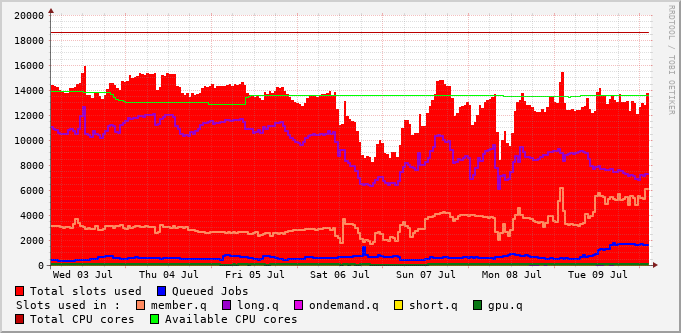 20000
18000
16000
14000
12000
10000
8000
6000
4000
2000
0
Wed 03 Jul Thu 04 Jul Fri 05 Jul Sat 06 Jul Sun 07 Jul Mon 08 Jul Tue 09 Jul
RRDTOOL / TOBI OETIKER
Total slots used Queued Jobs
Slots used in : member.q long.q ondemand.q short.q gpu.q
Total CPU cores Available CPU cores